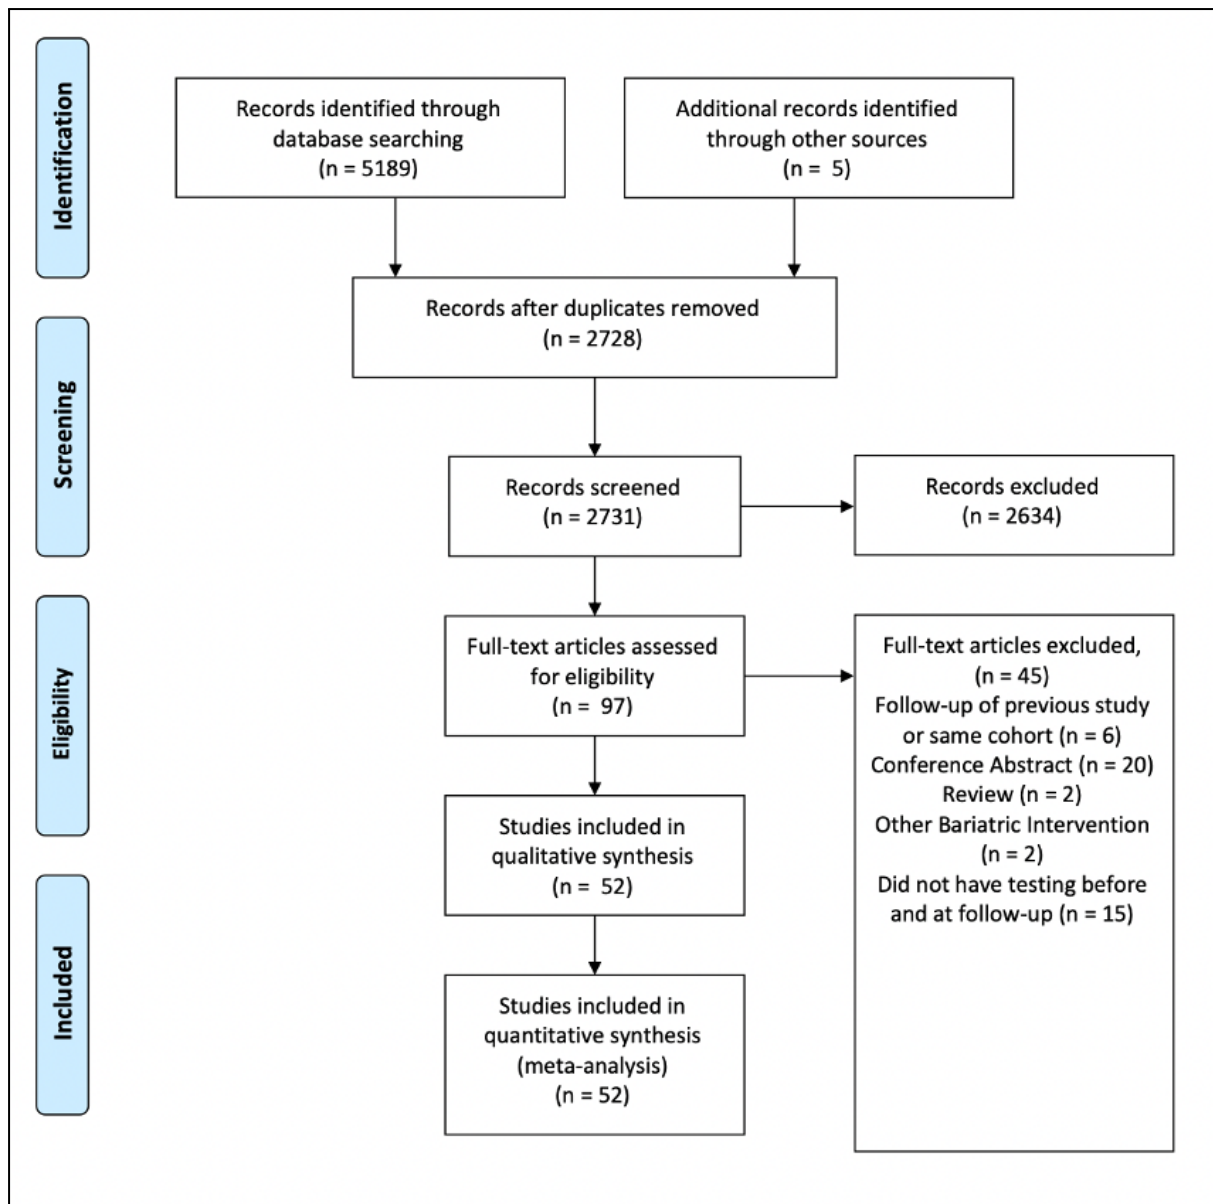 Identification
Records identified through
database searching
(n = 5189)
Additional records identified
through other sources
(n =  5)
Records after duplicates removed
(n = 2728)
Screening
Records screened
(n = 2731)
Records excluded
(n = 2634)
Eligibility
Full-text articles assessed
for eligibility
(n =  97)
Full-text articles excluded,
(n = 45)
Follow-up of previous study
or same cohort (n = 6)
Conference Abstract (n = 20)
Review (n = 2)
Other Bariatric Intervention
(n = 2)
Did not have testing before
and at follow-up (n = 15)
Studies included in
qualitative synthesis
(n =  52)
Included
Studies included in
quantitative synthesis
(meta-analysis)
(n = 52)